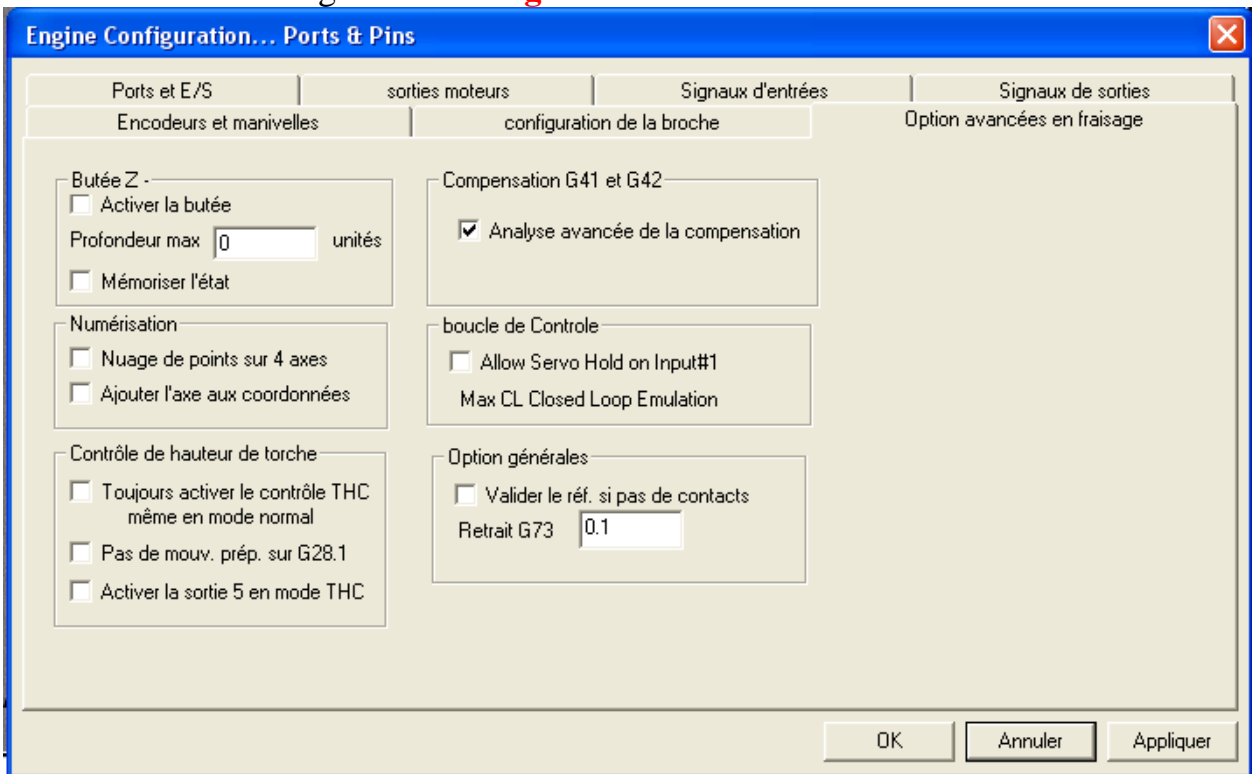 g
Engine Configuration... Ports & Pins
Ports et E/S sorties moteurs Signaux d'entrées Signaux de sorties
Encodeurs et manivelles configuration de la broche Option avancées en fraisage
Butée Z -
Activer la butée
Profondeur max 0 unités
Mémoriser l'état
Compensation G41 et G42
Analyse avancée de la compensation
Numérisation
Nuage de points sur 4 axes
Ajouter l'axe aux coordonnées
boucle de Controle
Allow Servo Hold on Input#1
Max CL Closed Loop Emulation
Contrôle de hauteur de torche
Toujours activer le contrôle THC
même en mode normal
Pas de mouv. prép. sur G28.1
Activer la sortie 5 en mode THC
Option générales
Valider le réf. si pas de contacts
Retrait G73 0.1
OK Annuler Appliquer